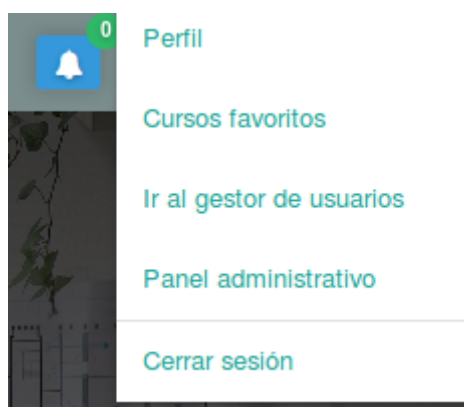 0
Perfil
Cursos favoritos
Ir al gestor de usuarios
Panel administrativo
Cerrar sesión